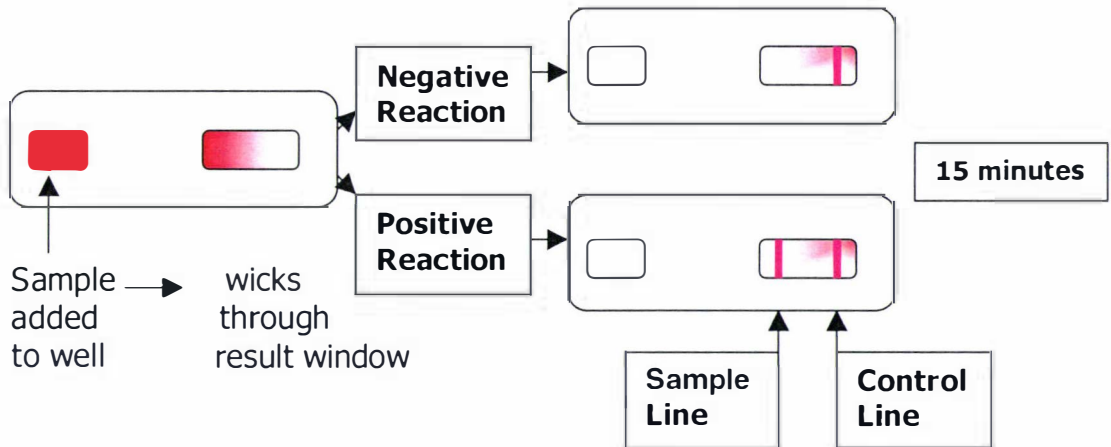 Negative
Reaction
15 minutes
Positive
Reaction
Sample
added
to well
wicks
through
result window
Sample
Line
Control
Line